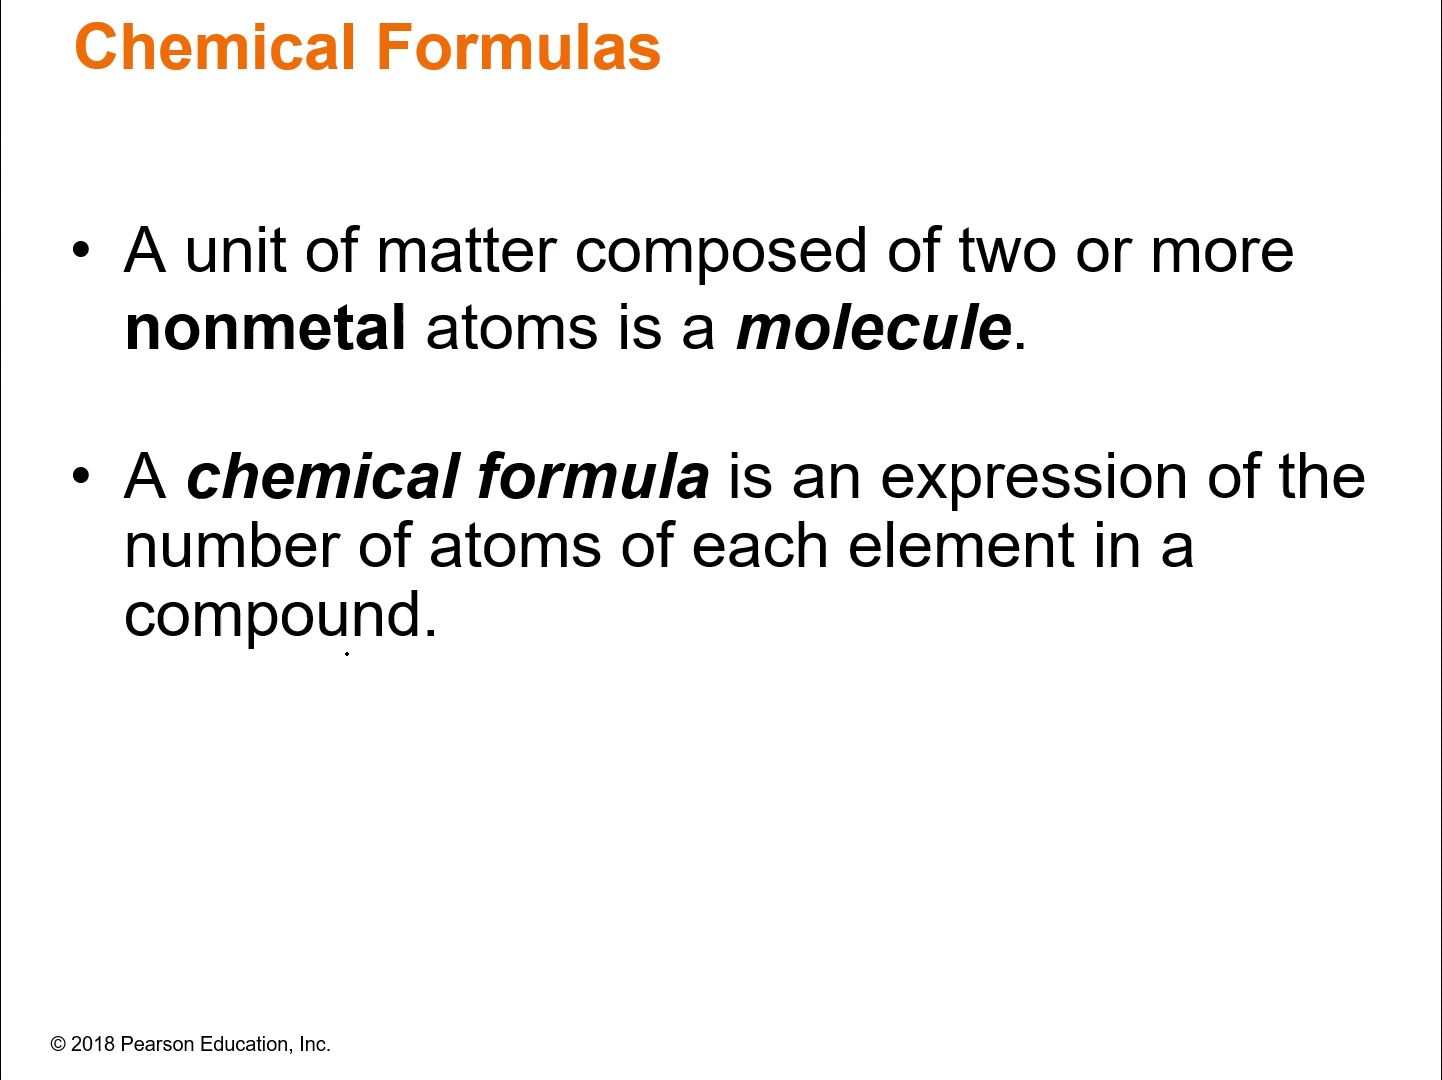 Chemical Formulas
• A unit of matter composed of two or more
nonmetal atoms is a molecule.
• A chemical formula is an expression of the
number of atoms of each element in a
compound.
© 2018 Pearson Education, Inc.